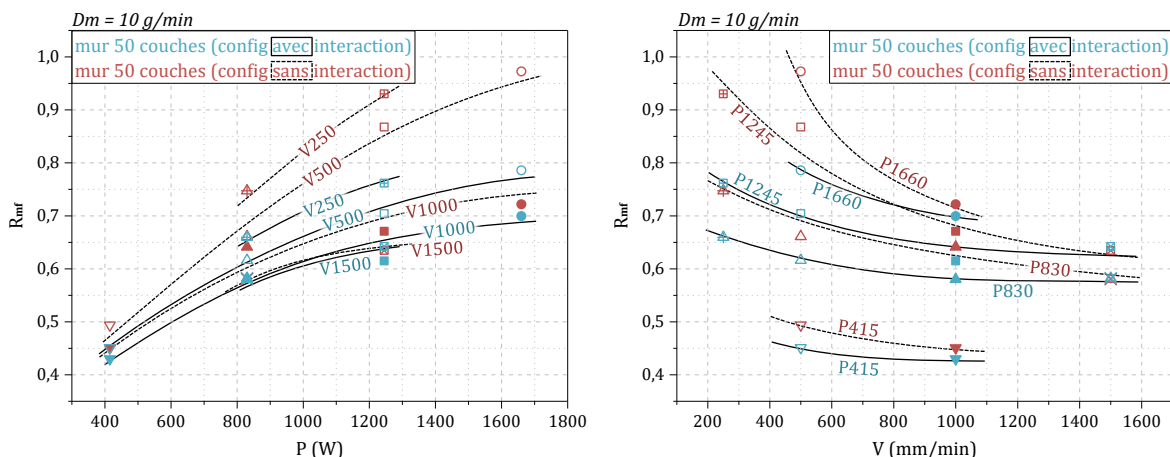 Dm = 10 g/min
mur 50 couches (config avec interaction)
mur 50 couches (config sans interaction)
1,0
0,9
0,8
0,7
0,6
0,5
0,4
Rmf
V250
V500
V250
V500
V1000
V1000
V1500
V1500
400 600 800 1000 1200 1400 1600 1800
P (W)
Dm = 10 g/min
mur 50 couches (config avec interaction)
mur 50 couches (config sans interaction)
1,0
0,9
0,8
0,7
0,6
0,5
0,4
Rmf
P1245
P1660
P1245
P1660
P830
P830
P415
P415
200 400 600 800 1000 1200 1400 1600
V (mm/min)